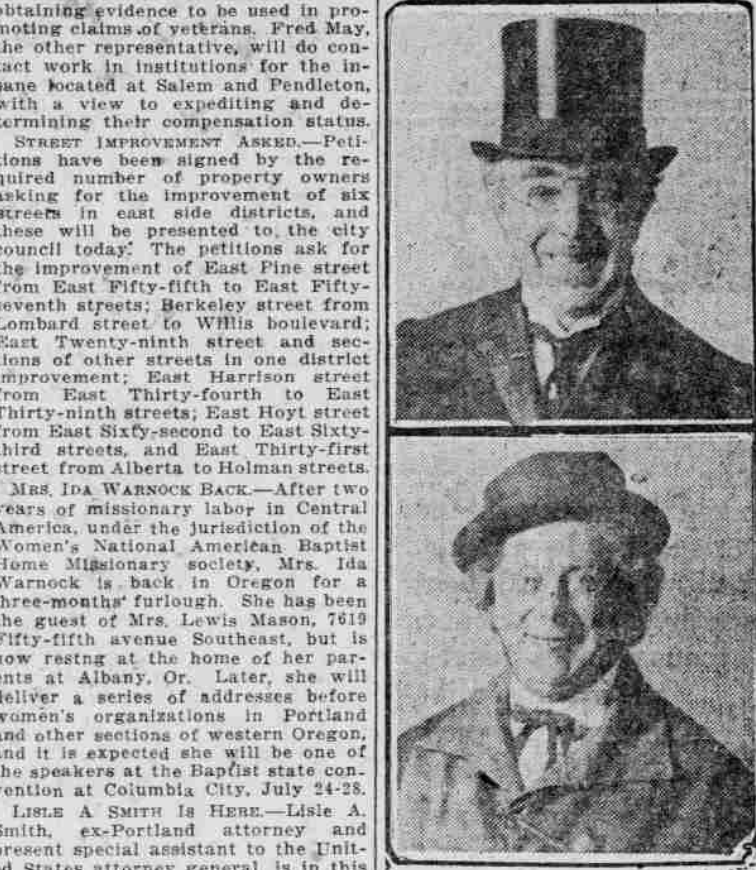 obtaining evidence to be used in pro-
moting claims of veterans. Fred May,
the other representative, will do con-
tact work in institutions for the in-
sane located at Salem and Pendleton,
with a view to expediting and de-
termining their compensation status.
STREET IMPROVEMENT ASKED.—Peti-
tions have been signed by the re-
quired number of property owners
asking for the improvement of six
streets in east side districts, and
these will be presented to the city
council today. The petitions ask for
the improvement of East Pine street
from East Fifty-fifth to East Fifty-
seventh streets; Berkeley street from
Lombard street to Willis boulevard;
East Twenty-ninth street and sec-
tions of other streets in one district
improvement; East Harrison street
from East Thirty-fourth to East
Thirty-ninth streets; East Hoyt street
from East Sixty-second to East Sixty-
third streets, and East Thirty-first
street from Alberta to Holman streets.
MRS. IDA WARNOCK BACK.—After two
years of missionary labor in Central
America, under the jurisdiction of the
Women's National American Baptist
Home Missionary society, Mrs. Ida
Warnock is back in Oregon for a
three-months' furlough. She has been
the guest of Mrs. Lewis Mason, 7619
Fifty-fifth avenue Southeast, but is
now restng at the home of her par-
ents at Albany, Or. Later, she will
deliver a series of addresses before
women's organizations in Portland
and other sections of western Oregon,
and it is expected she will be one of
the speakers at the Baptist state con-
vention at Columbia City, July 24-28.
LISLE A SMITH IS HERE.—Lisle A.
Smith, ex-Portland attorney and
present special assistant to the Unit-
ed States attorney general, is in this